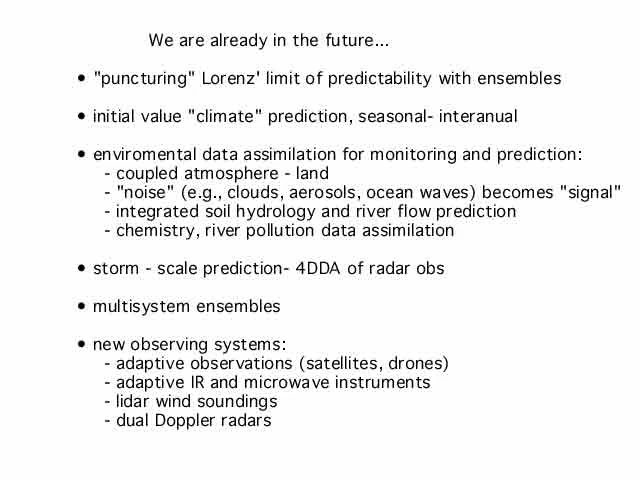 We are already in the future...
• "puncturing" Lorenz' limit of predictability with ensembles
• initial value "climate" prediction, seasonal- interanual
• enviromental data assimilation for monitoring and prediction:
- coupled atmosphere - land
- "noise" (e.g., clouds, aerosols, ocean waves) becomes "signal"
- integrated soil hydrology and river flow prediction
- chemistry, river pollution data assimilation
• storm - scale prediction- 4DDA of radar obs
• multisystem ensembles
• new observing systems:
- adaptive observations (satellites, drones)
- adaptive IR and microwave instruments
- lidar wind soundings
- dual Doppler radars